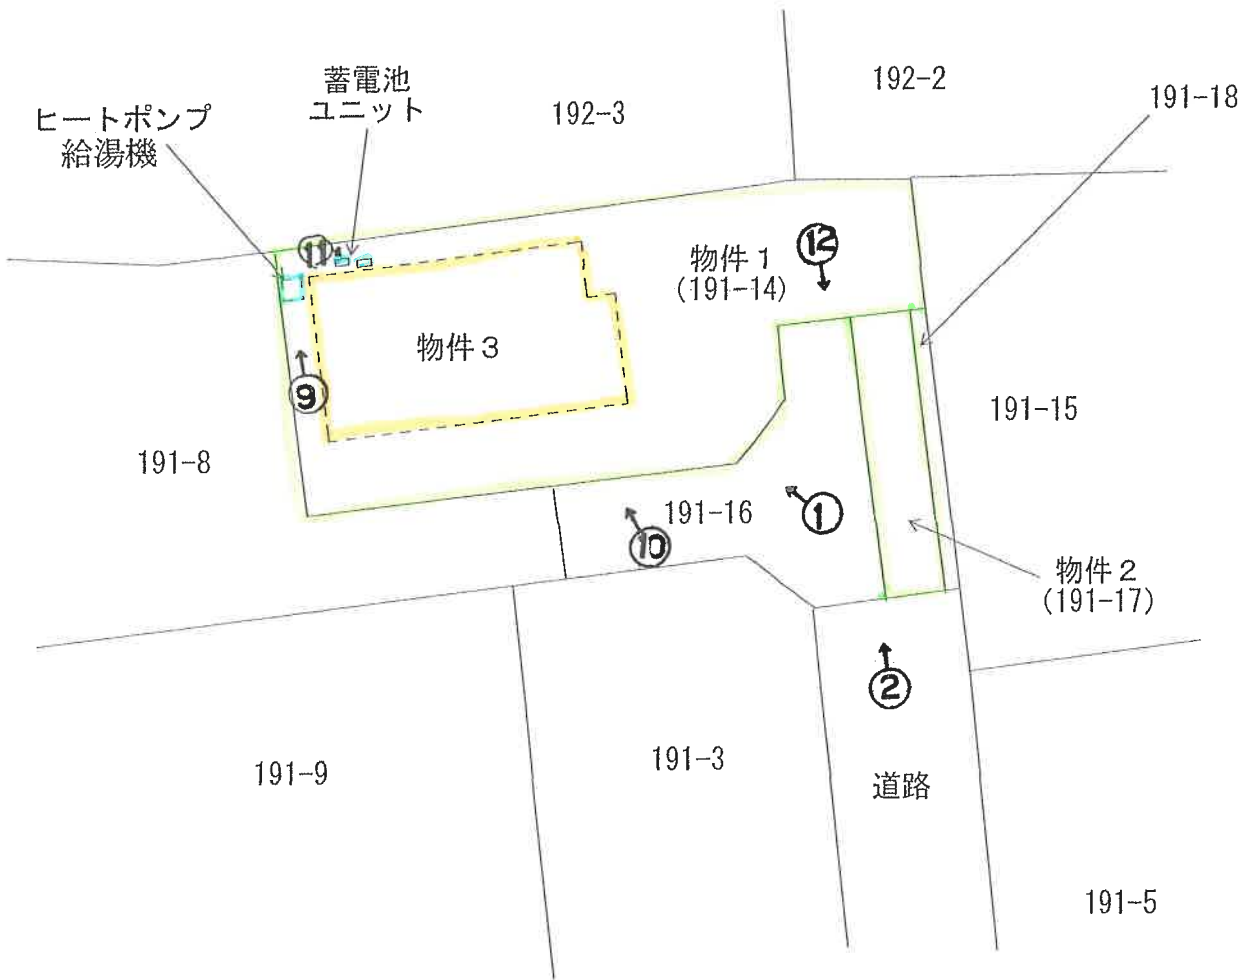 192-2
191-18
蓄電池
ユニット
192-3
ヒートポンプ
給湯機
⑪
⑫
物件1
(191-14)
物件3
⑨
191-15
191-8
191-16
①
⑩
物件2
(191-17)
②
191-9
191-3
道路
191-5